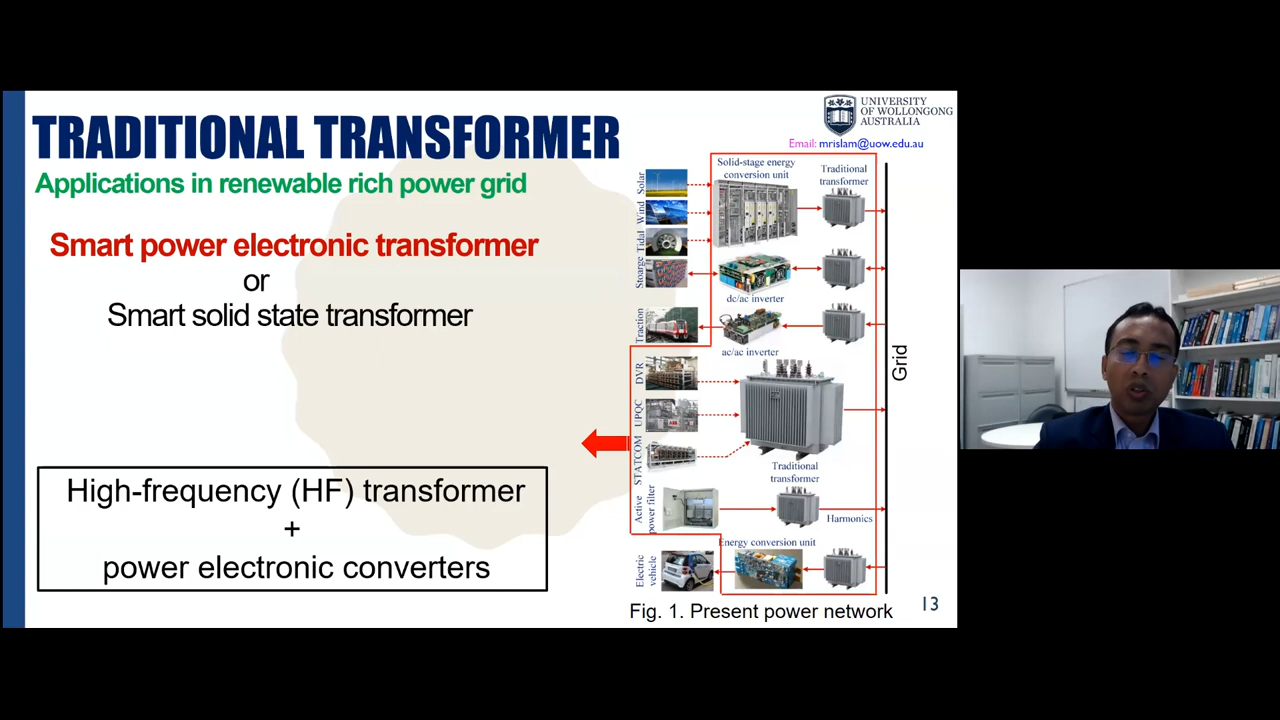 TRADITIONAL TRANSFORMER
Applications in renewable rich power grid
UNIVERSITY
OF WOLLONGONG
AUSTRALIA
Email: mrislam@uow.edu.au
Smart power electronic transformer
or
Smart solid state transformer
High-frequency (HF) transformer
+
power electronic converters
Solid-stage energy
conversion unit
Traditional
transformer
Solar
Wind
Tidal
Stoarge
dc/ac inverter
Traction
ac/ac inverter
DVR
UPQC
STATCOM
Traditional
transformer
Active
power filter
Harmonics
Energy conversion unit
Electric
vehicle
Grid
Fig. 1. Present power network
13